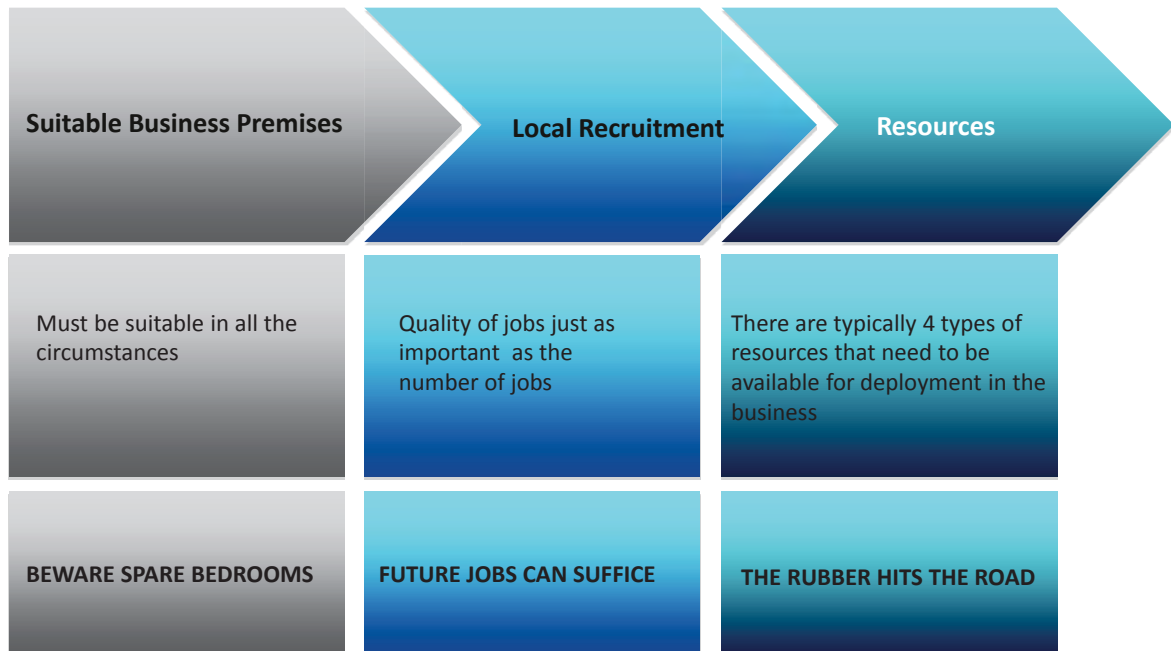 Suitable Business Premises
Local Recruitment
Resources
Must be suitable in all the
circumstances
Quality of jobs just as
important  as the
number of jobs
There are typically 4 types of
resources that need to be
available for deployment in the
business
BEWARE SPARE BEDROOMS
FUTURE JOBS CAN SUFFICE
THE RUBBER HITS THE ROAD